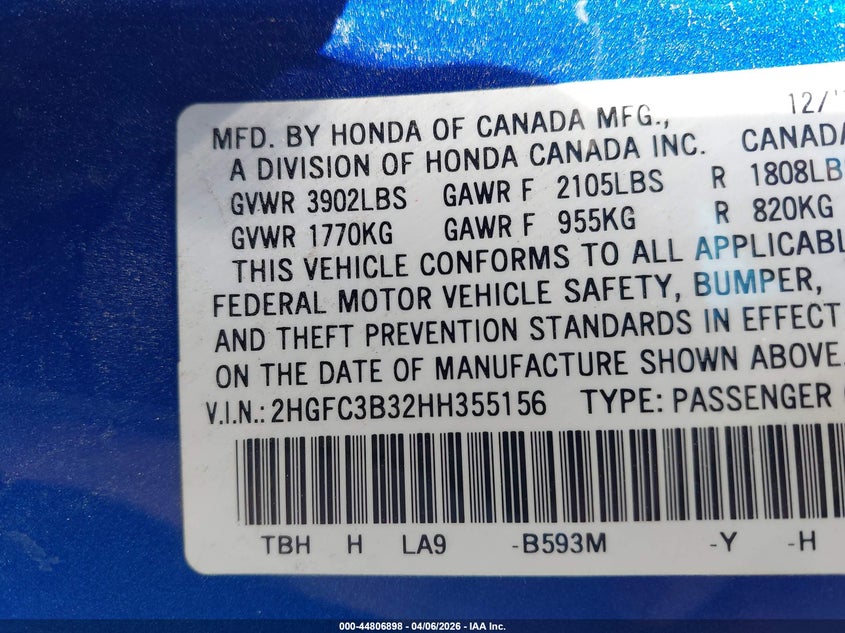 12/
MFD. BY HONDA OF CANADA MFG.,
A DIVISION OF HONDA CANADA INC. CANADA
GVWR 3902LBS GAWR F 2105LBS R 1808LB
GVWR 1770KG GAWR F 955KG R 820KG
THIS VEHICLE CONFORMS TO ALL APPLICABL
FEDERAL MOTOR VEHICLE SAFETY, BUMPER,
AND THEFT PREVENTION STANDARDS IN EFFECT
ON THE DATE OF MANUFACTURE SHOWN ABOVE.
V.I.N.: 2HGFC3B32HH355156 TYPE: PASSENGER
TBH H LA9 -B593M -Y -H
000-44806898 - 04/06/2026 - IAA Inc.